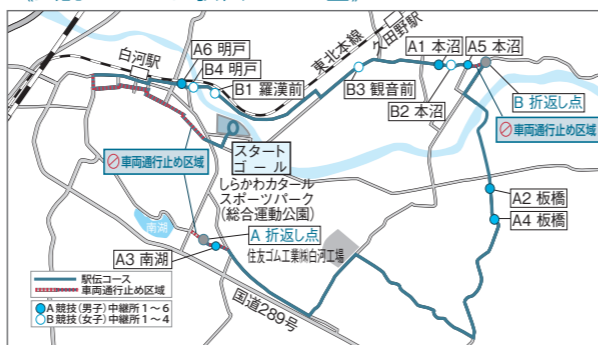 白河駅
A6 明戸
B4 明戸
B1 羅漢前
東北本線
久田野駅
A1 本沼
A5 本沼
B3 観音前
B2 本沼
B 折返し点
車両通行止め区域
車両通行止め区域
スタート
ゴール
しらかわカタール
スポーツパーク
(総合運動公園)
A2 板橋
A4 板橋
南湖
A 折返し点
A3 南湖
住友ゴム工業㈱白河工場
国道289号
駅伝コース
車両通行止め区域
A競技(男子)中継所1~6
B競技(女子)中継所1~4